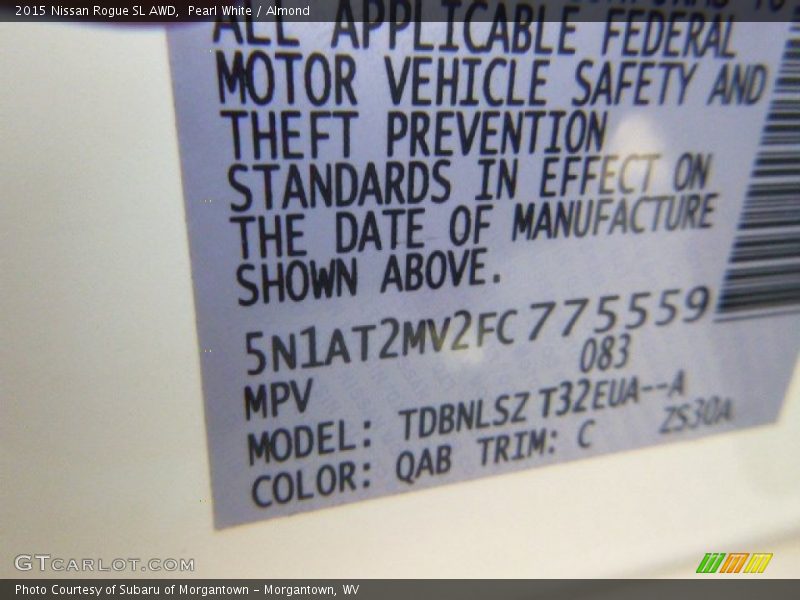 2015 Nissan Rogue SL AWD, Pearl White / Almond
ALL APPLICABLE FEDERAL
MOTOR VEHICLE SAFETY AND
THEFT PREVENTION
STANDARDS IN EFFECT ON
THE DATE OF MANUFACTURE
SHOWN ABOVE.
5N1AT2MV2FC775559
MPV 083
MODEL: TDBNLSZ T32EUA--A
COLOR: QAB TRIM: C ZS30A
GTCARLOT.COM
Photo Courtesy of Subaru of Morgantown - Morgantown, WV